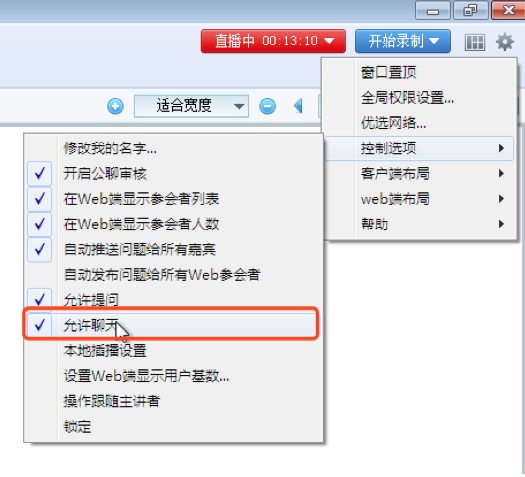 直播中 00:13:10
开始录制
窗口置顶
全局权限设置...
适合宽度
优选网络...
控制选项
客户端布局
web端布局
帮助
修改我的名字...
开启公聊审核
在Web端显示参会者列表
在Web端显示参会者人数
自动推送问题给所有嘉宾
自动发布问题给所有Web参会者
允许提问
允许聊天
本地插播设置
设置Web端显示用户基数...
操作跟随主讲者
锁定